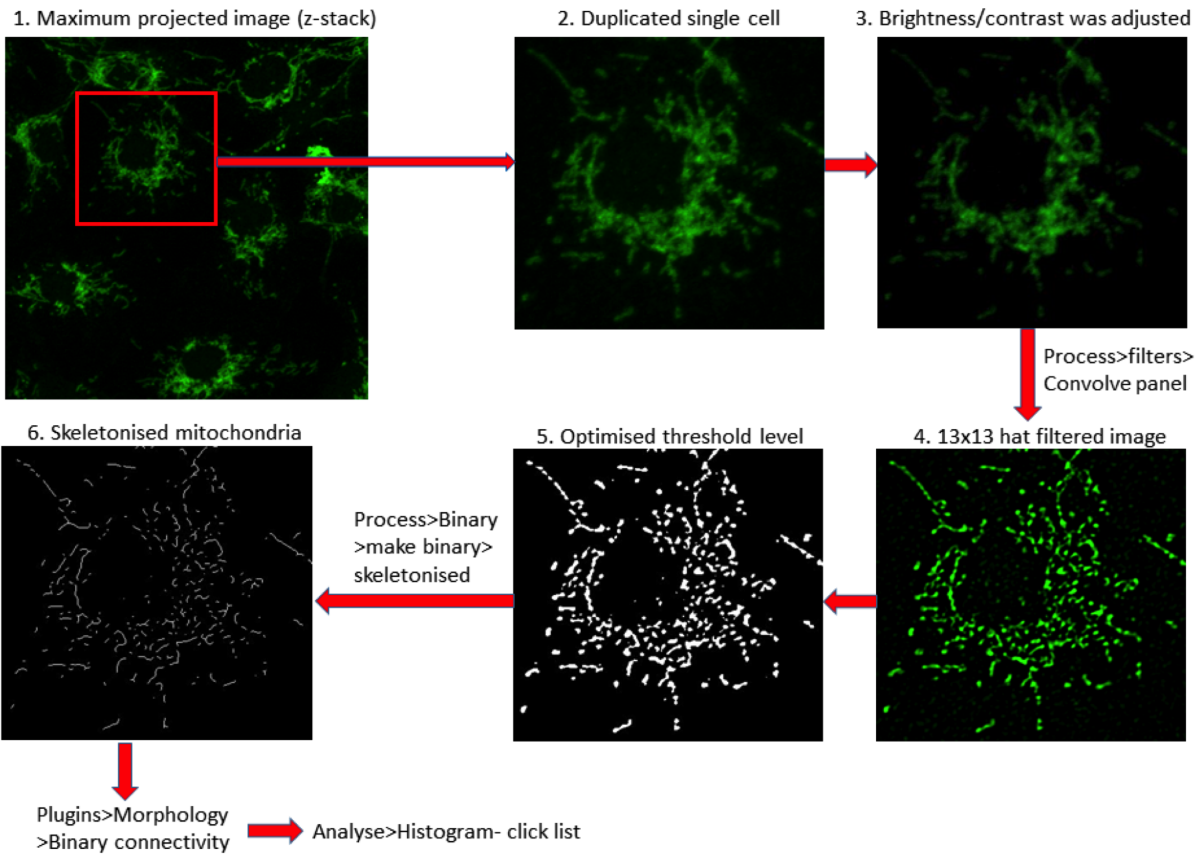 1. Maximum projected image (z-stack)
2. Duplicated single cell
3. Brightness/contrast was adjusted
Process>filters>
Convolve panel
4. 13x13 hat filtered image
5. Optimised threshold level
Process>Binary
>make binary>
skeletonised
6. Skeletonised mitochondria
Plugins>Morphology
>Binary connectivity
Analyse>Histogram- click list